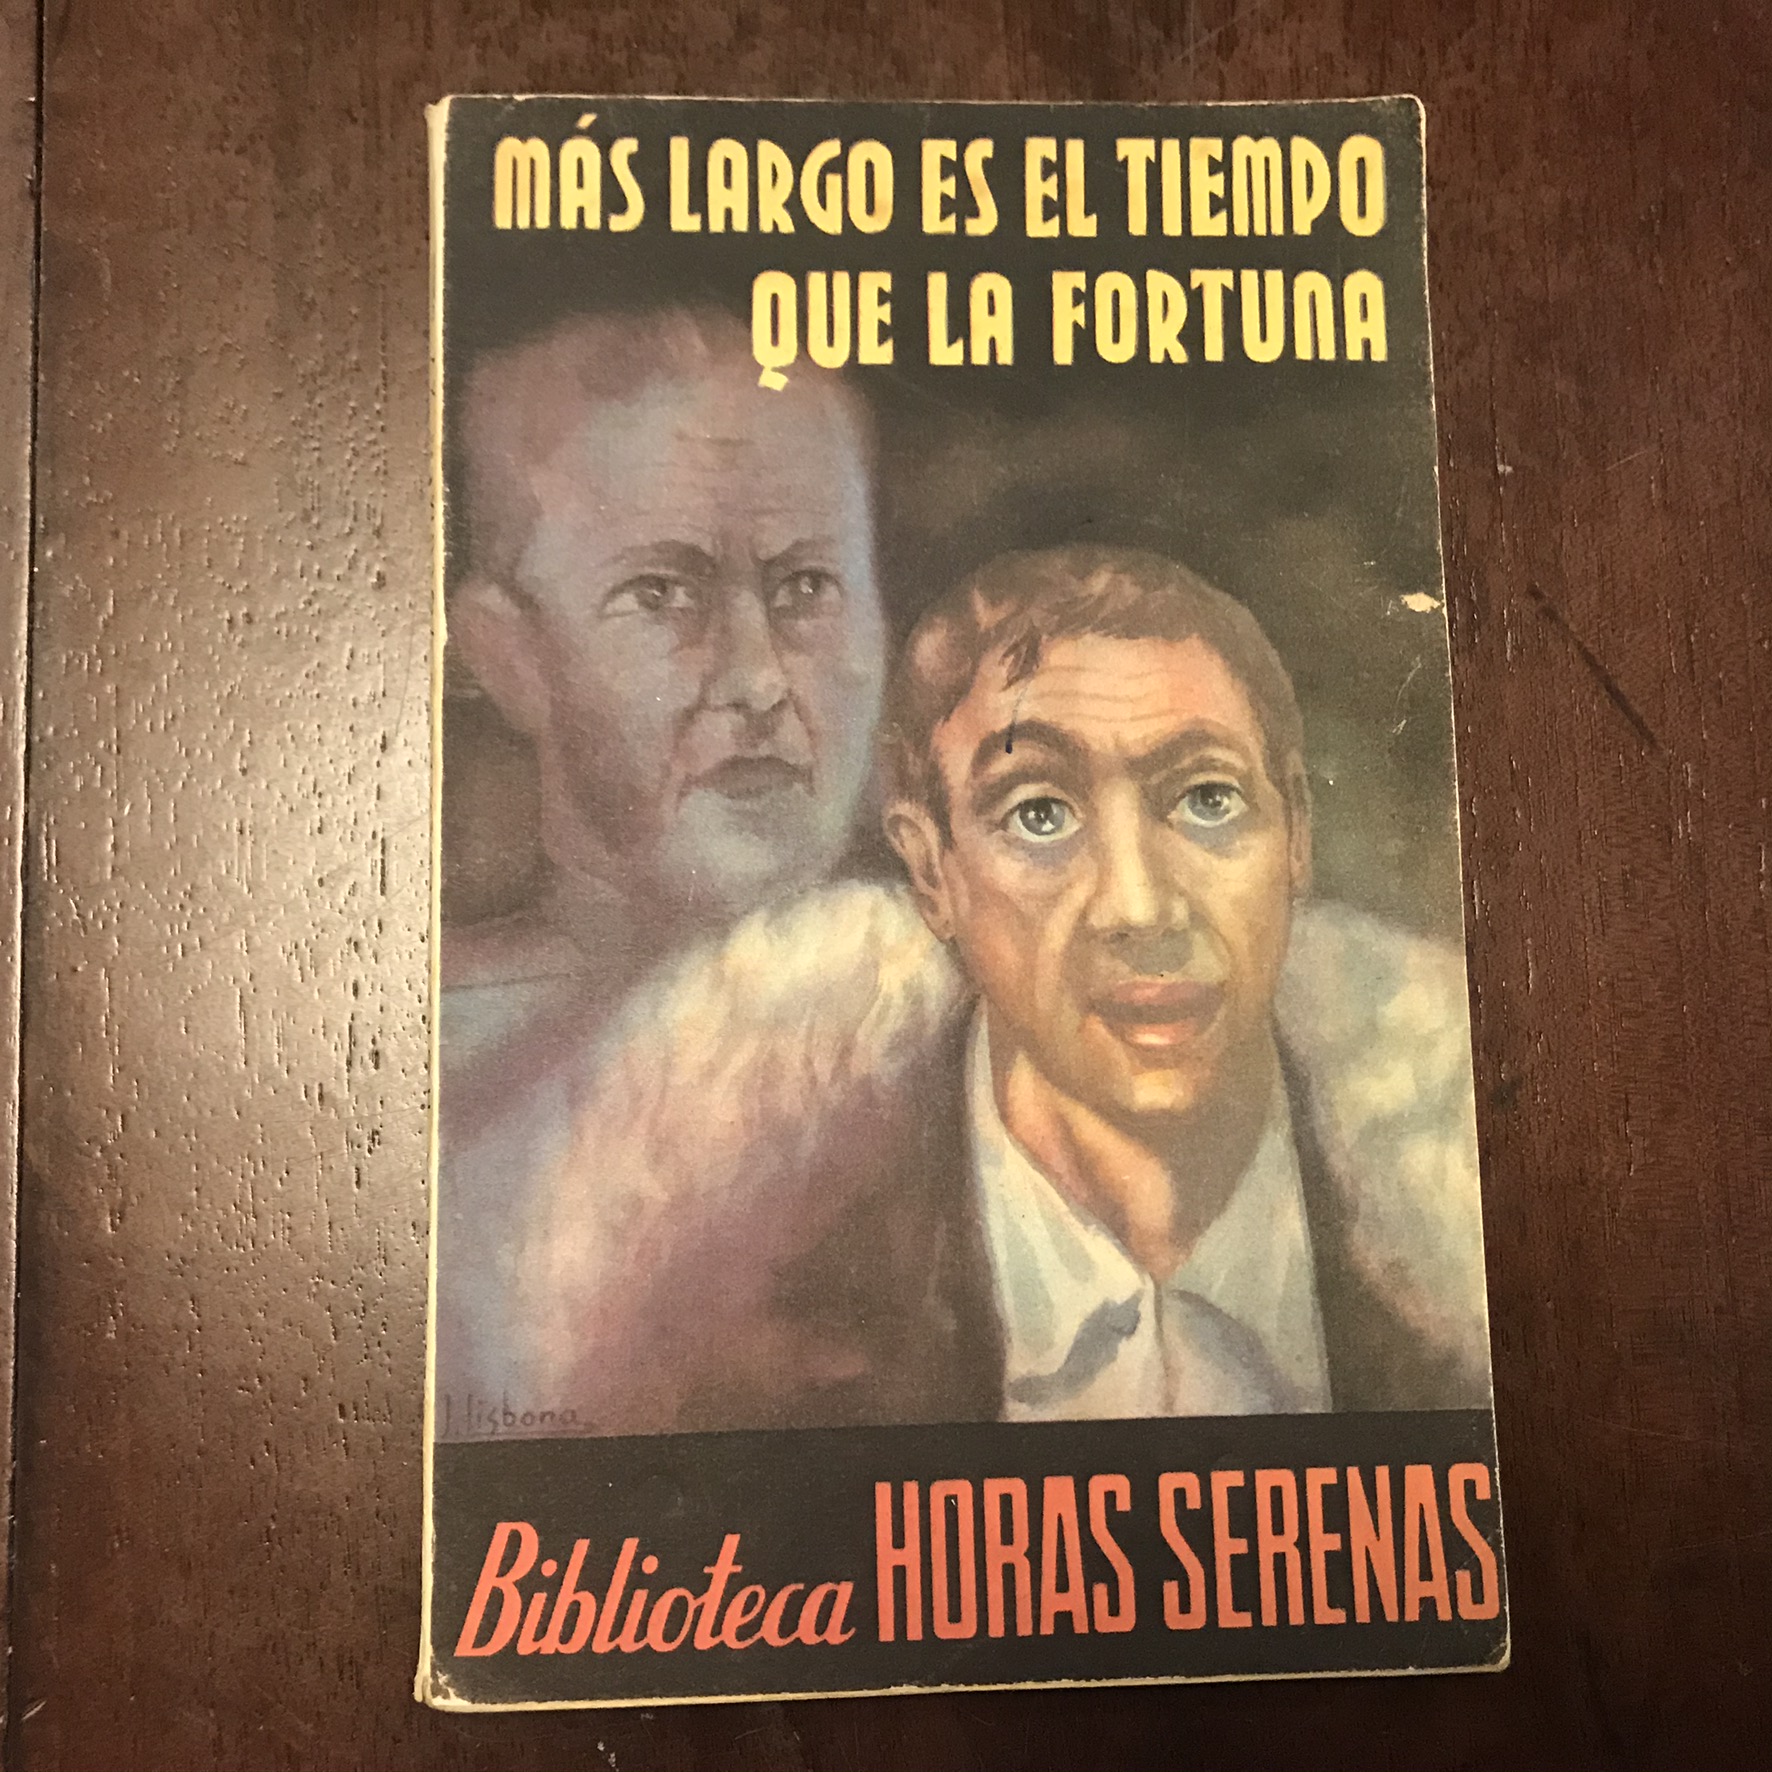 MÁS LARGO ES EL TIEMPO
QUE LA FORTUNA
J. Lisbona
Biblioteca HORAS SERENAS